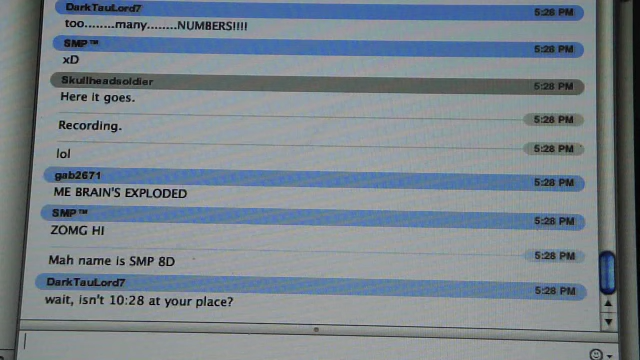 DarkTauLord7 5:28 PM
too........many........NUMBERS!!!!
SMP™ 5:28 PM
xD
Skullheadsoldier 5:28 PM
Here it goes.
Recording. 5:28 PM
lol 5:28 PM
gab2671 5:28 PM
ME BRAIN'S EXPLODED
SMP™ 5:28 PM
ZOMG HI
Mah name is SMP 8D 5:28 PM
DarkTauLord7 5:28 PM
wait, isn't 10:28 at your place?